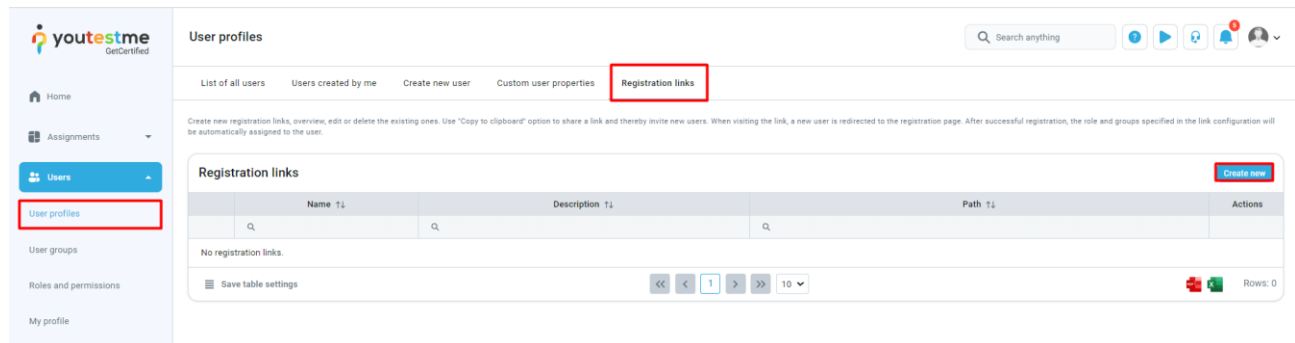 youtestme
GetCertified
User profiles
Search anything
?
List of all users
Users created by me
Create new user
Custom user properties
Registration links
Home
Assignments
Users
User profiles
User groups
Roles and permissions
My profile
Create new registration links, overview, edit or delete the existing ones. Use "Copy to clipboard" option to share a link and thereby invite new users. When visiting the link, a new user is redirected to the registration page. After successful registration, the role and groups specified in the link configuration will
be automatically assigned to the user.
Registration links
Create new
Name
Description
Path
Actions
No registration links.
Save table settings
1
10
Rows: 0